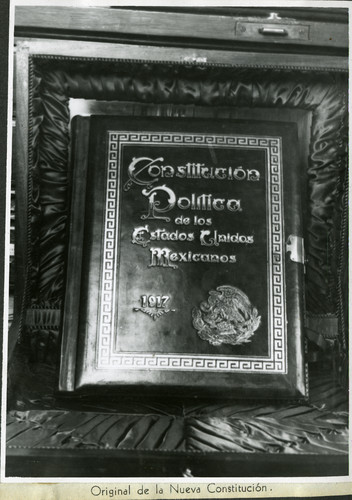 Constitución
Política
de los
Estados Unidos
Mexicanos
1917
Original de la Nueva Constitución.